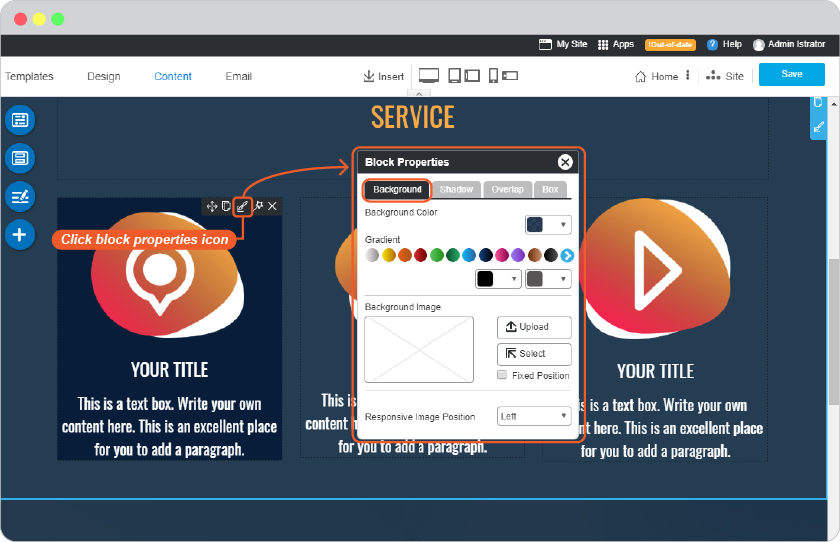 My Site
Apps
!Out-of-date
?
Help
Admin Istrator
Templates
Design
Content
Email
Insert
Home
Site
Save
SERVICE
Block Properties
Background
Shadow
Overlap
Box
Background Color
Gradient
Background Image
Upload
Select
Fixed Position
Responsive Image Position
Left
Click block properties icon
YOUR TITLE
This is a text box. Write your own
content here. This is an excellent place
for you to add a paragraph.
This is
content
for you to add a paragraph.
YOUR TITLE
is a text box. Write your own
nt here. This is an excellent place
for you to add a paragraph.